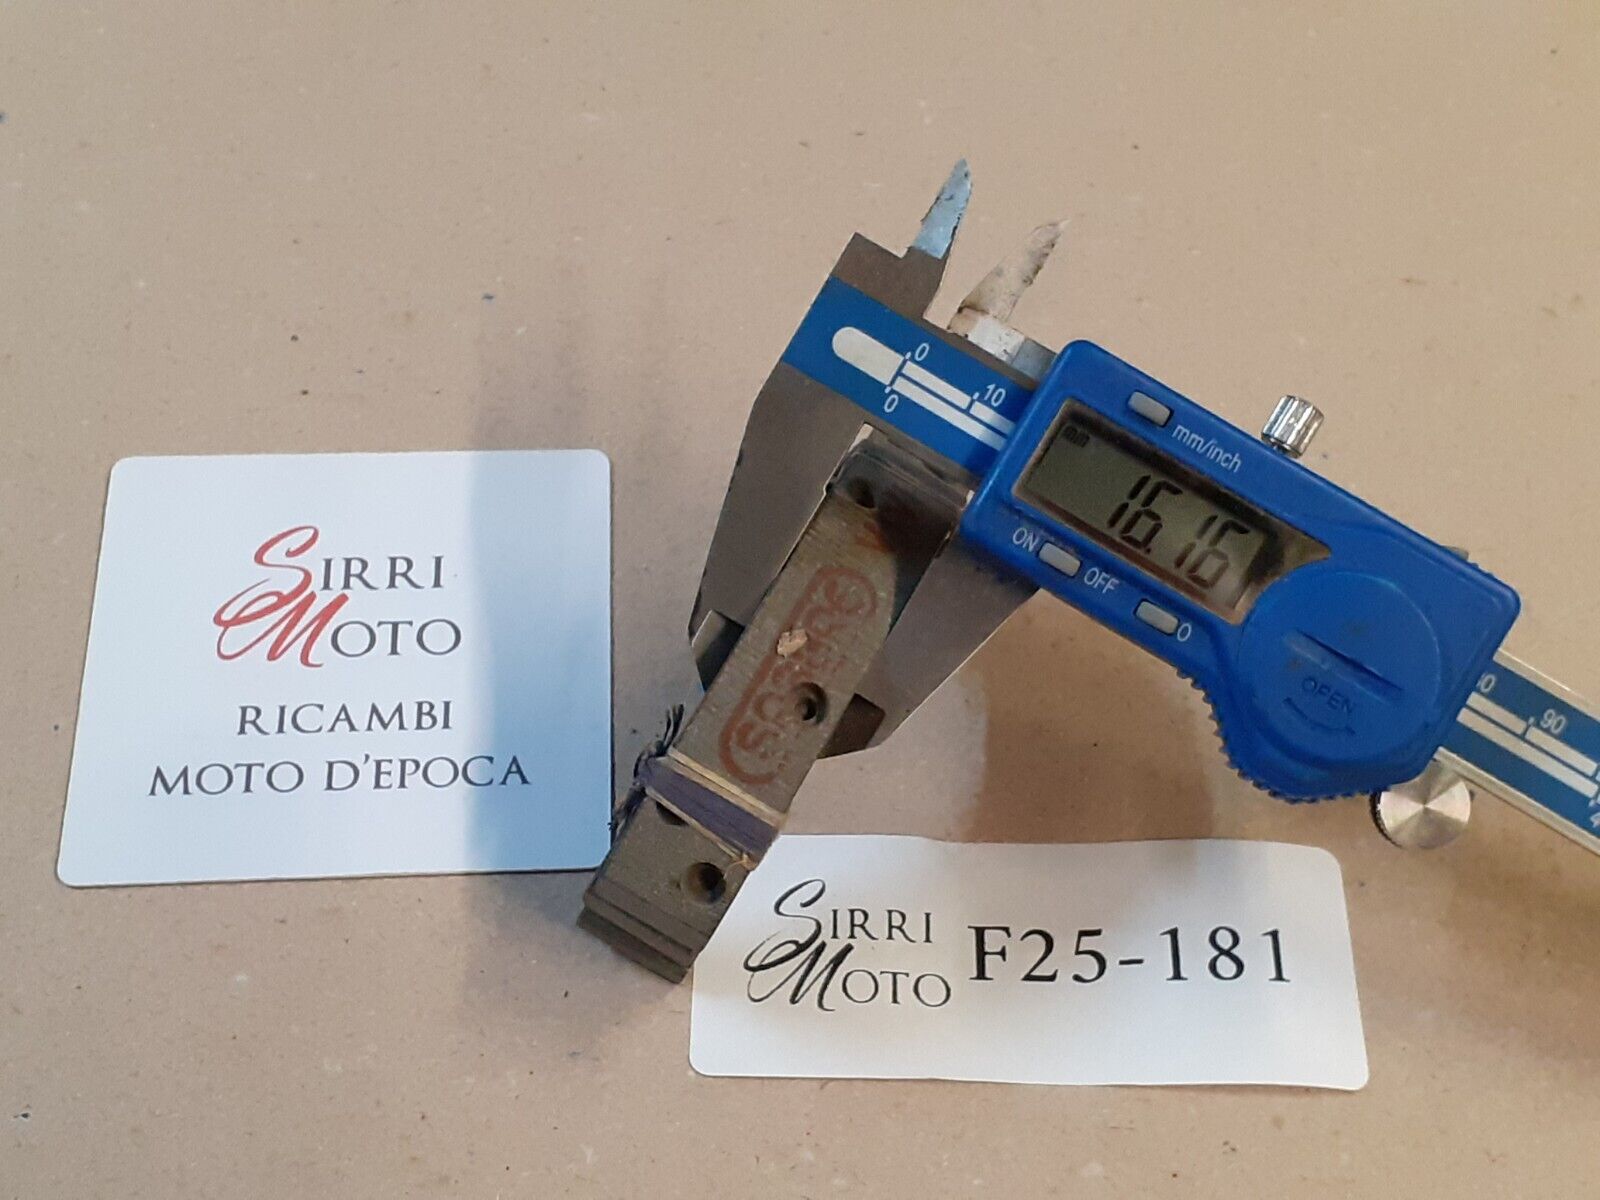 SIRRI
MOTO
RICAMBI
MOTO D'EPOCA
0
10
0
mm/inch
mm
16.16
ON
OFF
0
OPEN
90
SIRRI
MOTO
F25-181